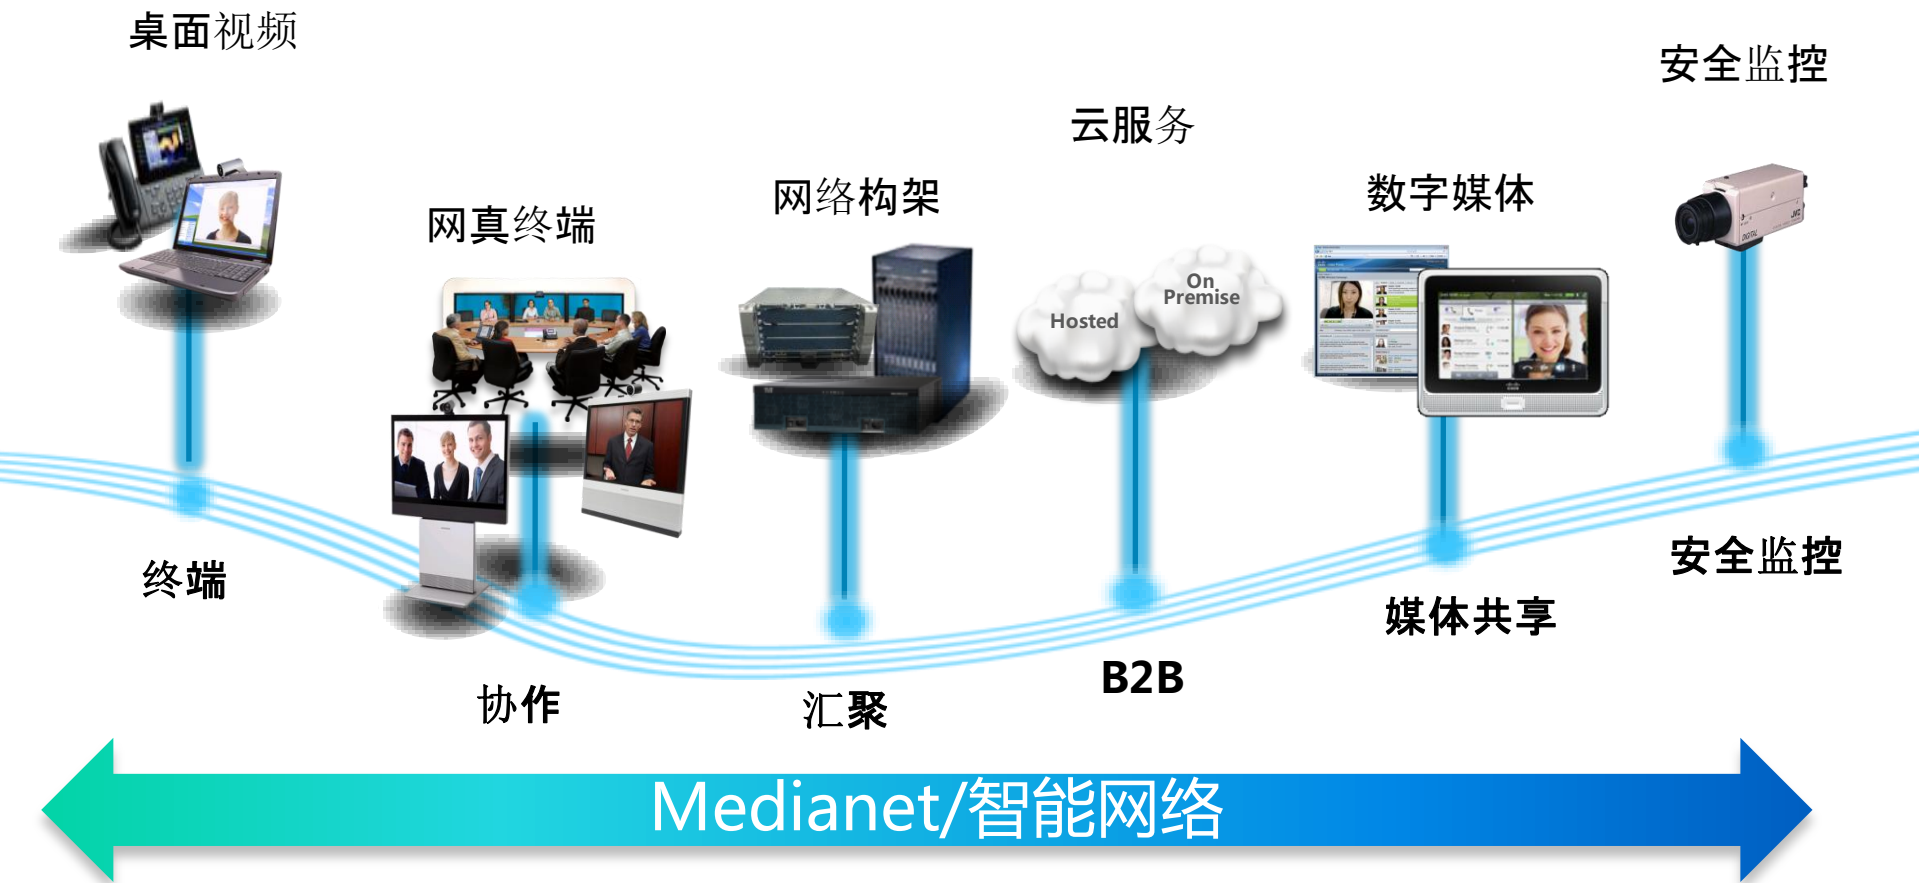 桌面视频
安全监控
云服务
网络构架
数字媒体
网真终端
On
Premise
Hosted
JVC
DIGITAL
终端
安全监控
媒体共享
B2B
协作
汇聚
Medianet/智能网络